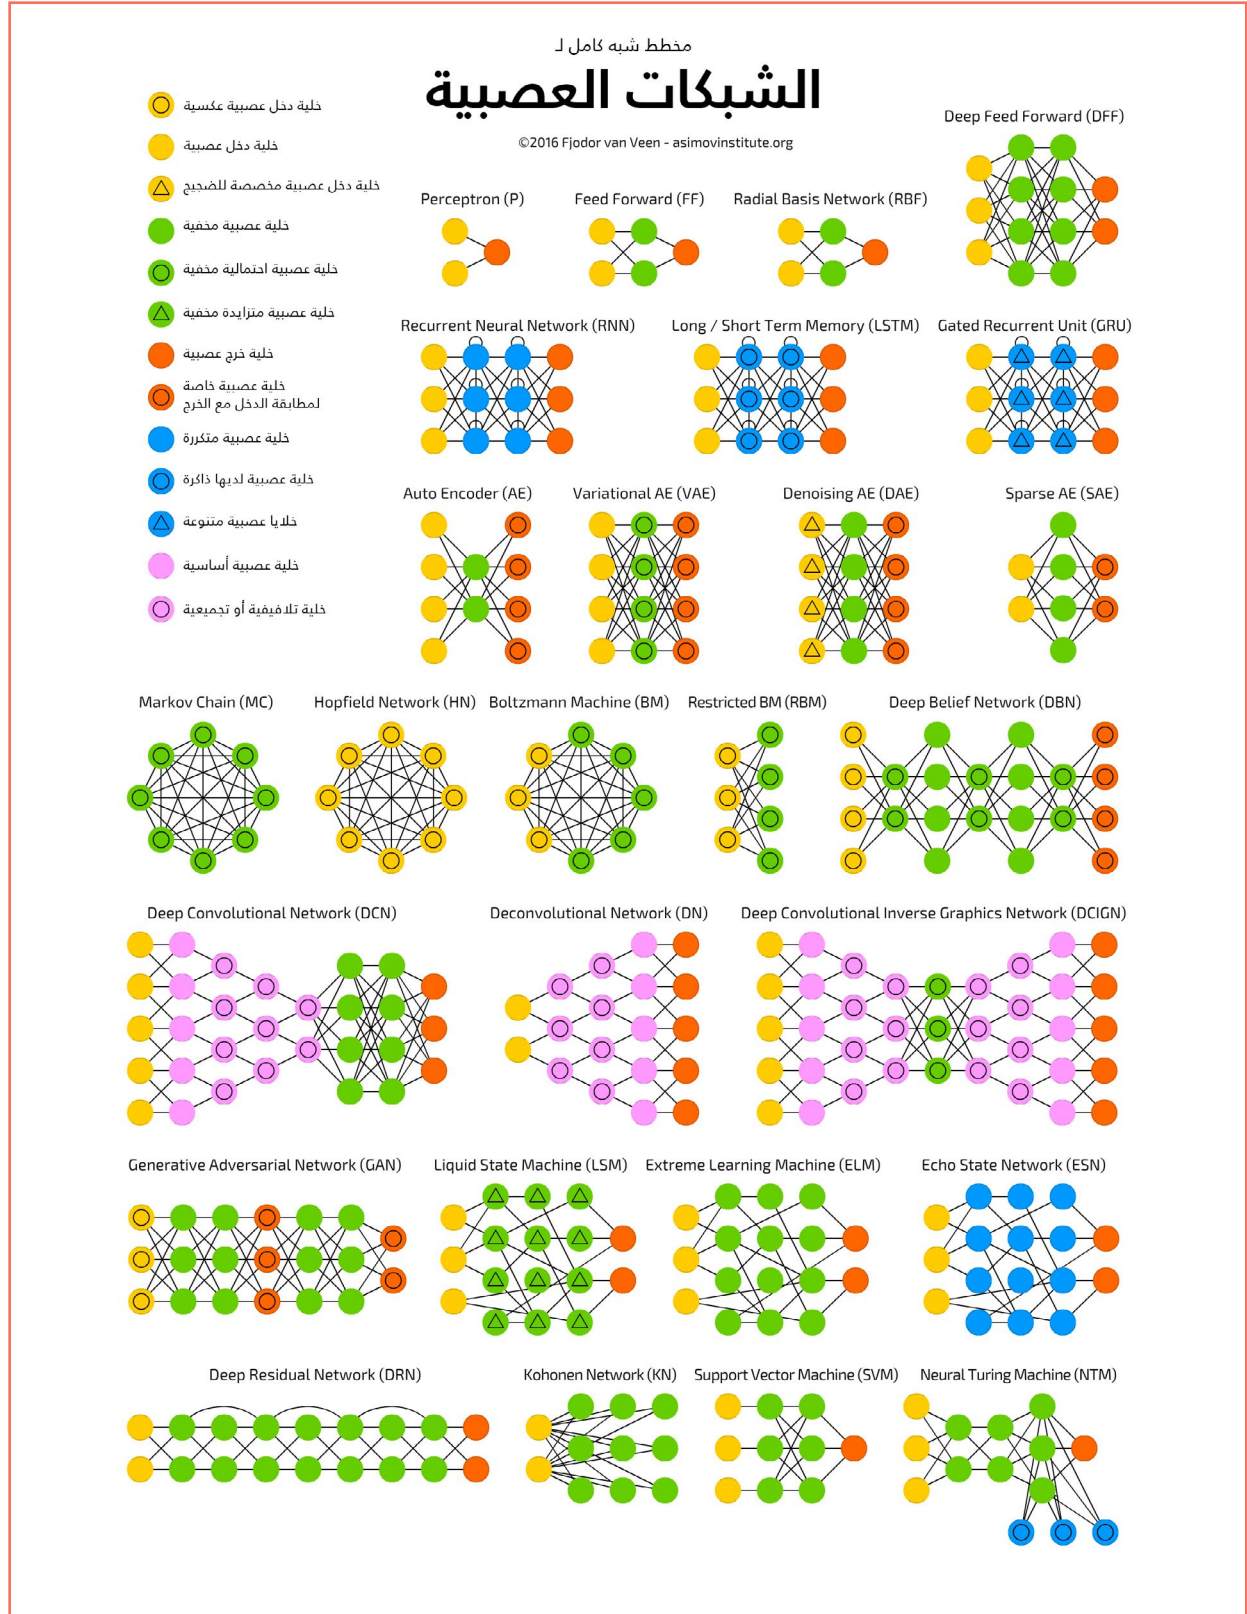 مخطط شبه كامل لـ
الشبكات العصبية
©2016 Fjodor van Veen - asimovinstitute.org
خلية دخل عصبية عكسية
خلية دخل عصبية
خلية دخل عصبية مخصصة للضجيج
خلية عصبية مخفية
خلية عصبية احتمالية مخفية
خلية عصبية متزايدة مخفية
خلية خرج عصبية
خلية عصبية خاصة
لمطابقة الدخل مع الخرج
خلية عصبية متكررة
خلية عصبية لديها ذاكرة
خلايا عصبية متنوعة
خلية عصبية أساسية
خلية تلافيفية أو تجميعية
Deep Feed Forward (DFF)
Perceptron (P)
Feed Forward (FF)
Radial Basis Network (RBF)
Recurrent Neural Network (RNN)
Long / Short Term Memory (LSTM)
Gated Recurrent Unit (GRU)
Auto Encoder (AE)
Variational AE (VAE)
Denoising AE (DAE)
Sparse AE (SAE)
Markov Chain (MC)
Hopfield Network (HN)
Boltzmann Machine (BM)
Restricted BM (RBM)
Deep Belief Network (DBN)
Deep Convolutional Network (DCN)
Deconvolutional Network (DN)
Deep Convolutional Inverse Graphics Network (DCIGN)
Generative Adversarial Network (GAN)
Liquid State Machine (LSM)
Extreme Learning Machine (ELM)
Echo State Network (ESN)
Deep Residual Network (DRN)
Kohonen Network (KN)
Support Vector Machine (SVM)
Neural Turing Machine (NTM)